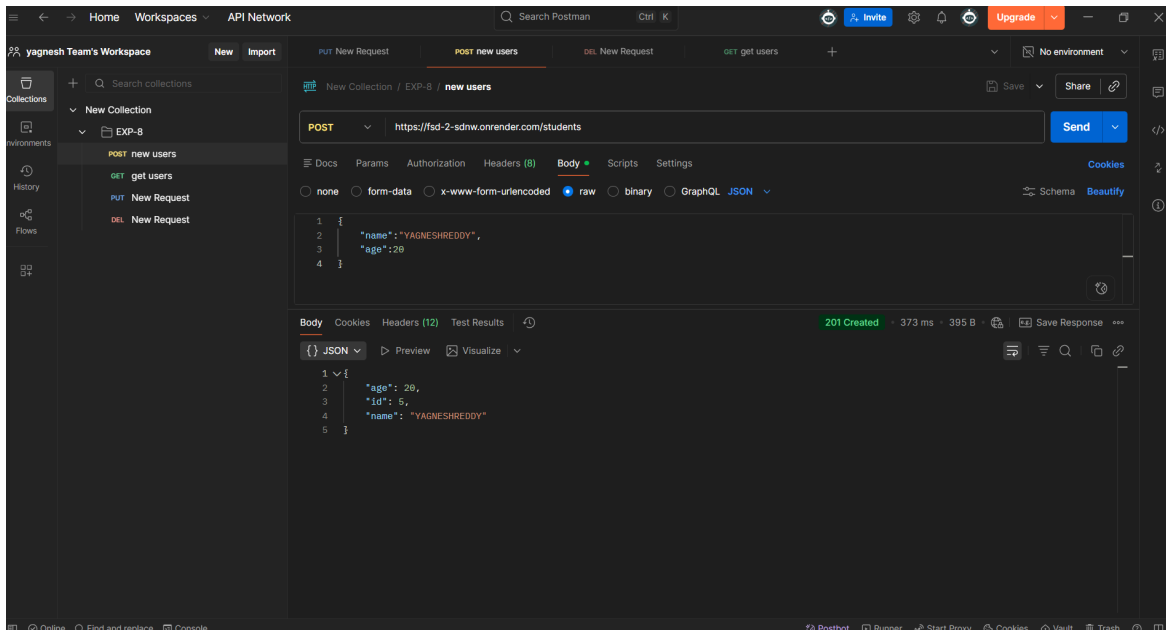 Home Workspaces API Network Search Postman Ctrl K Invite Upgrade
yagnesh Team's Workspace New Import PUT New Request POST new users DEL New Request GET get users No environment
Collections Search collections HTTP New Collection / EXP-8 / new users Save Share
New Collection
EXP-8 POST https://fsd-2-sdnw.onrender.com/students Send
POST new users
GET get users Docs Params Authorization Headers (8) Body Scripts Settings Cookies
History PUT New Request none form-data x-www-form-urlencoded raw binary GraphQL JSON Schema Beautify
DEL New Request
Flows
1 {
2 "name":"YAGNESHREDDY",
3 "age":20
4 }
Body Cookies Headers (12) Test Results 201 Created 373 ms 395 B e.g. Save Response
{} JSON Preview Visualize
1 {
2 "age": 20,
3 "id": 5,
4 "name": "YAGNESHREDDY"
5 }
Online Find and replace Console Postbot Runner Start Proxy Cookies Vault Trash